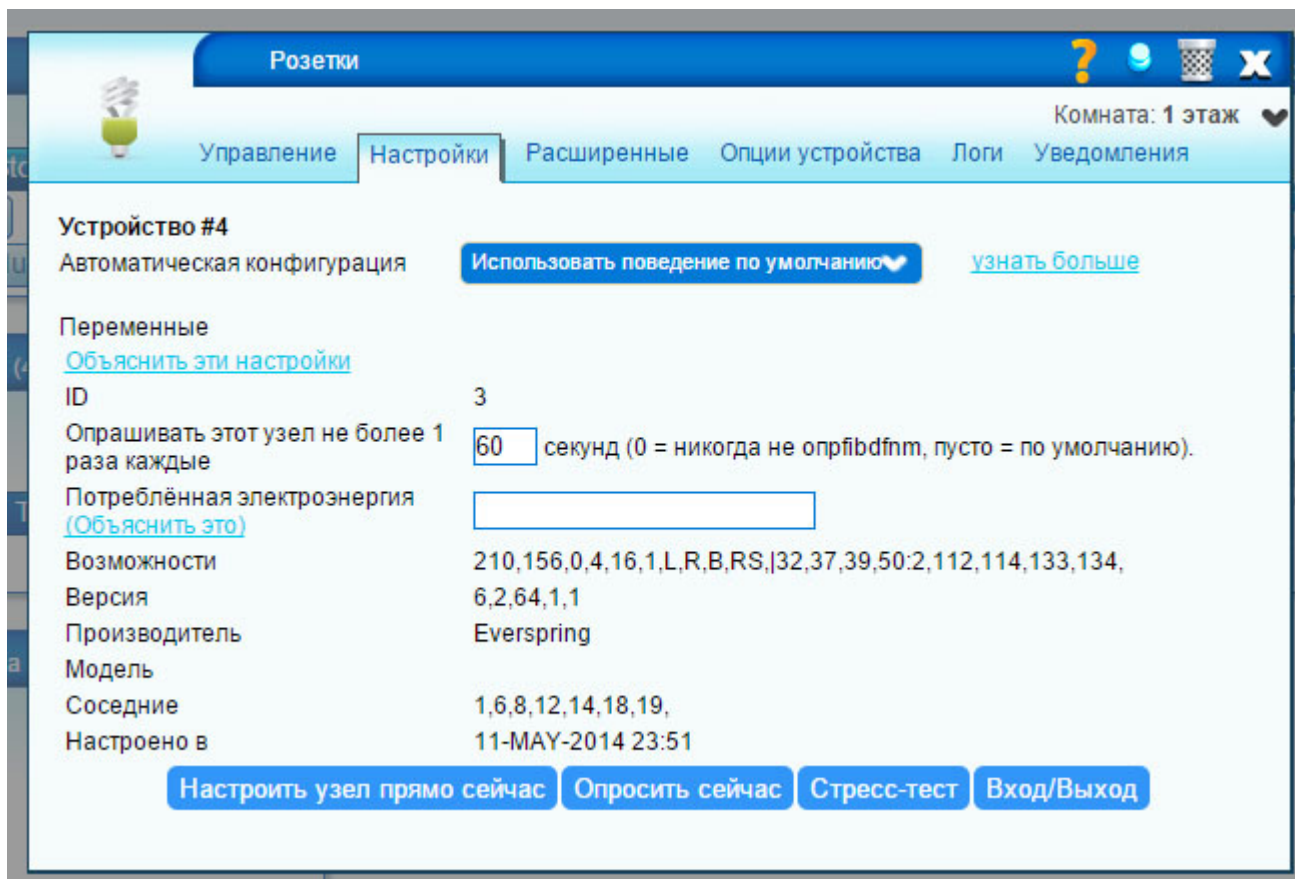 Розетки
Комната: 1 этаж
Управление Настройки Расширенные Опции устройства Логи Уведомления
Устройство #4
Автоматическая конфигурация Использовать поведение по умолчанию узнать больше
Переменные
Объяснить эти настройки
ID 3
Опрашивать этот узел не более 1
раза каждые 60 секунд (0 = никогда не onpfibdfnm, пусто = по умолчанию).
Потреблённая электроэнергия
(Объяснить это)
Возможности 210,156,0,4,16,1,L,R,B,RS,|32,37,39,50:2,112,114,133,134,
Версия 6,2,64,1,1
Производитель Everspring
Модель
Соседние 1,6,8,12,14,18,19,
Настроено в 11-MAY-2014 23:51
Настроить узел прямо сейчас Опросить сейчас Стресс-тест Вход/Выход